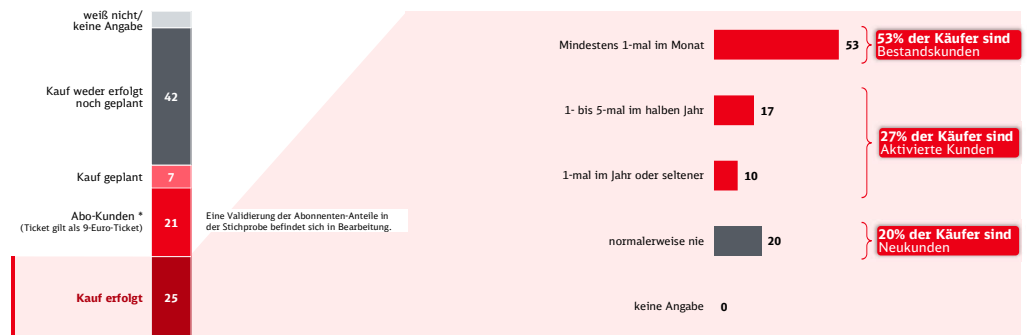 weiß nicht/
keine Angabe
Kauf weder erfolgt
noch geplant
42
Kauf geplant
7
Abo-Kunden *
(Ticket gilt als 9-Euro-Ticket)
21
Eine Validierung der Abonnenten-Anteile in
der Stichprobe befindet sich in Bearbeitung.
Kauf erfolgt
25
Mindestens 1-mal im Monat
53
53% der Käufer sind
Bestandskunden
1- bis 5-mal im halben Jahr
17
1-mal im Jahr oder seltener
10
27% der Käufer sind
Aktivierte Kunden
normalerweise nie
20
20% der Käufer sind
Neukunden
keine Angabe
0